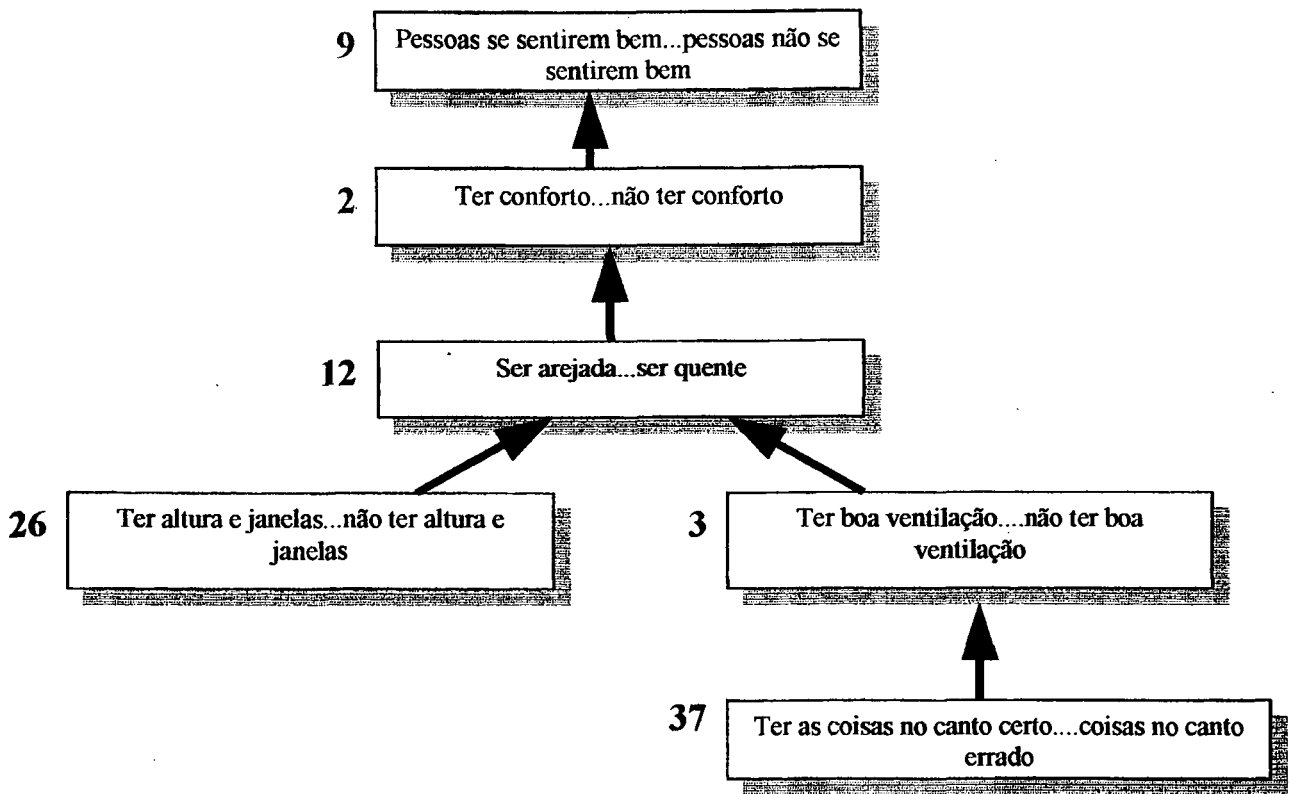 9
Pessoas se sentirem bem...pessoas não se
sentirem bem
2
Ter conforto...não ter conforto
12
Ser arejada...ser quente
26
Ter altura e janelas...não ter altura e
janelas
3
Ter boa ventilação....não ter boa
ventilação
37
Ter as coisas no canto certo....coisas no canto
errado